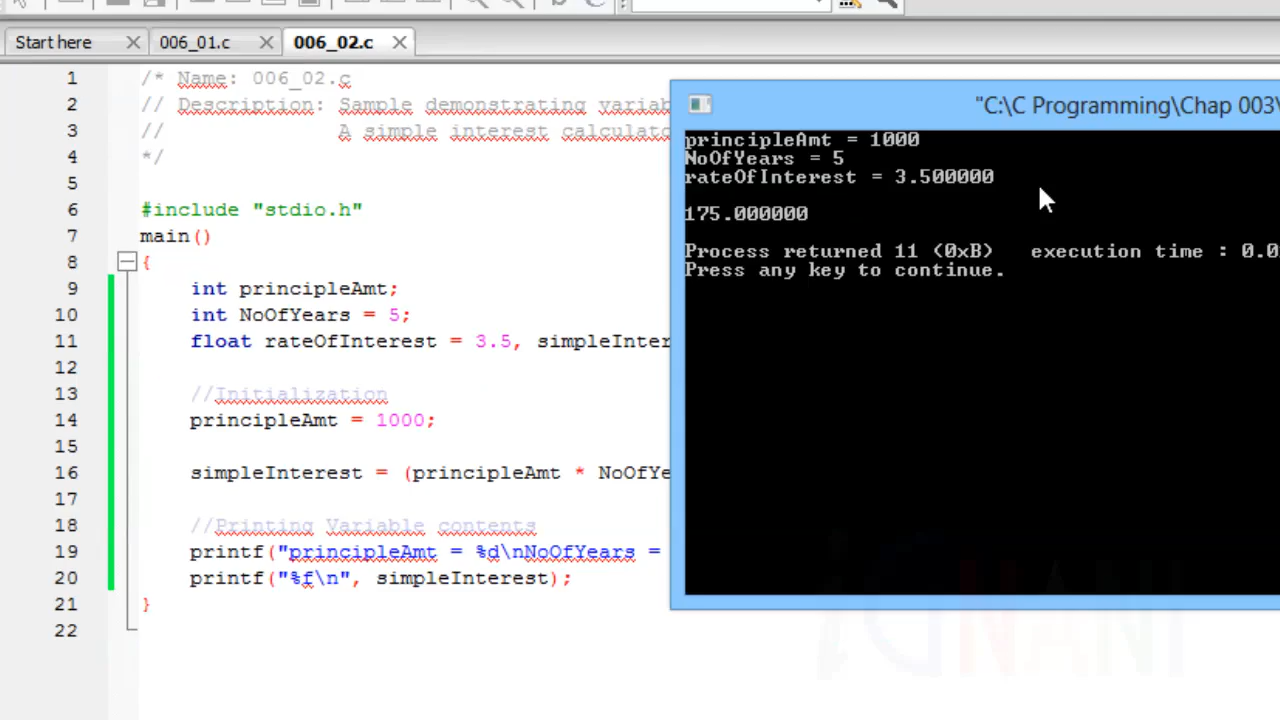 Start here
006_01.c
006_02.c
1 /* Name: 006_02.c
2 // Description: Sample demonstrating variab
3 // A simple interest calculato
4 */
5
6 #include "stdio.h"
7 main()
8 {
9 int principleAmt;
10 int NoOfYears = 5;
11 float rateOfInterest = 3.5, simpleInter
12
13 //Initialization
14 principleAmt = 1000;
15
16 simpleInterest = (principleAmt * NoOfYe
17
18 //Printing Variable contents
19 printf("principleAmt = %d\nNoOfYears =
20 printf("%f\n", simpleInterest);
21 }
22
"C:\C Programming\Chap 003\
principleAmt = 1000
NoOfYears = 5
rateOfInterest = 3.500000
175.000000
Process returned 11 (0xB) execution time : 0.0
Press any key to continue.